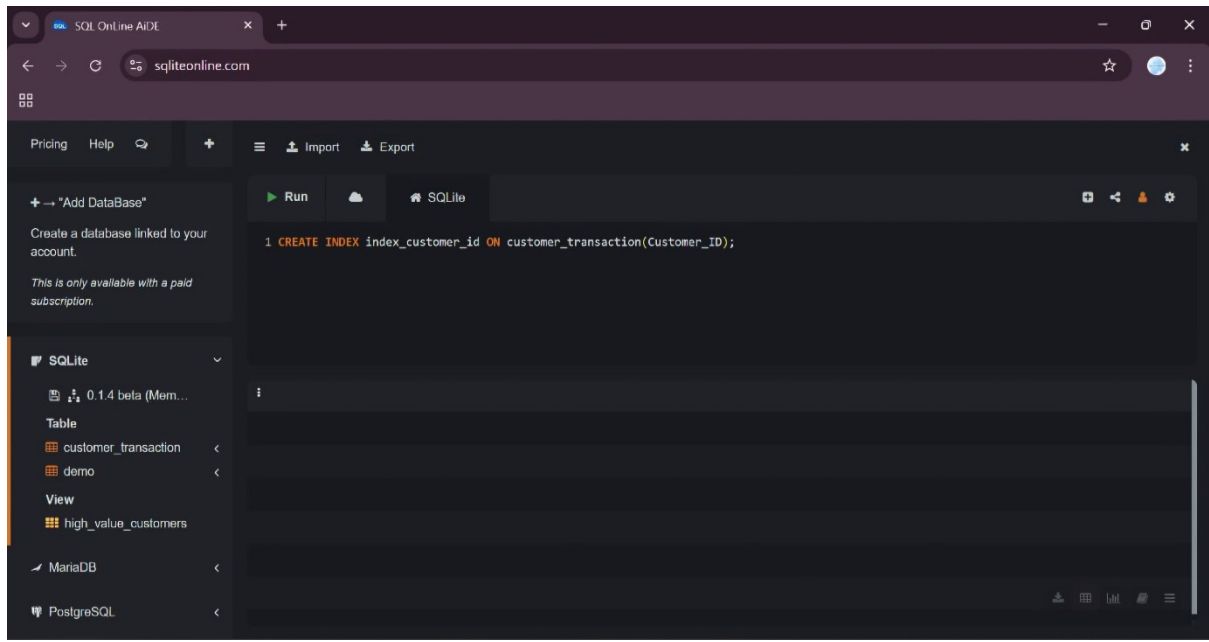 SQL SQL OnLine AiDE
sqliteonline.com
Pricing Help
Import Export
+ → "Add DataBase"
Create a database linked to your
account.
This is only available with a paid
subscription.
SQLite
0.1.4 beta (Mem...
Table
customer_transaction
demo
View
high_value_customers
MariaDB
PostgreSQL
Run SQLite
1 CREATE INDEX index_customer_id ON customer_transaction(Customer_ID);